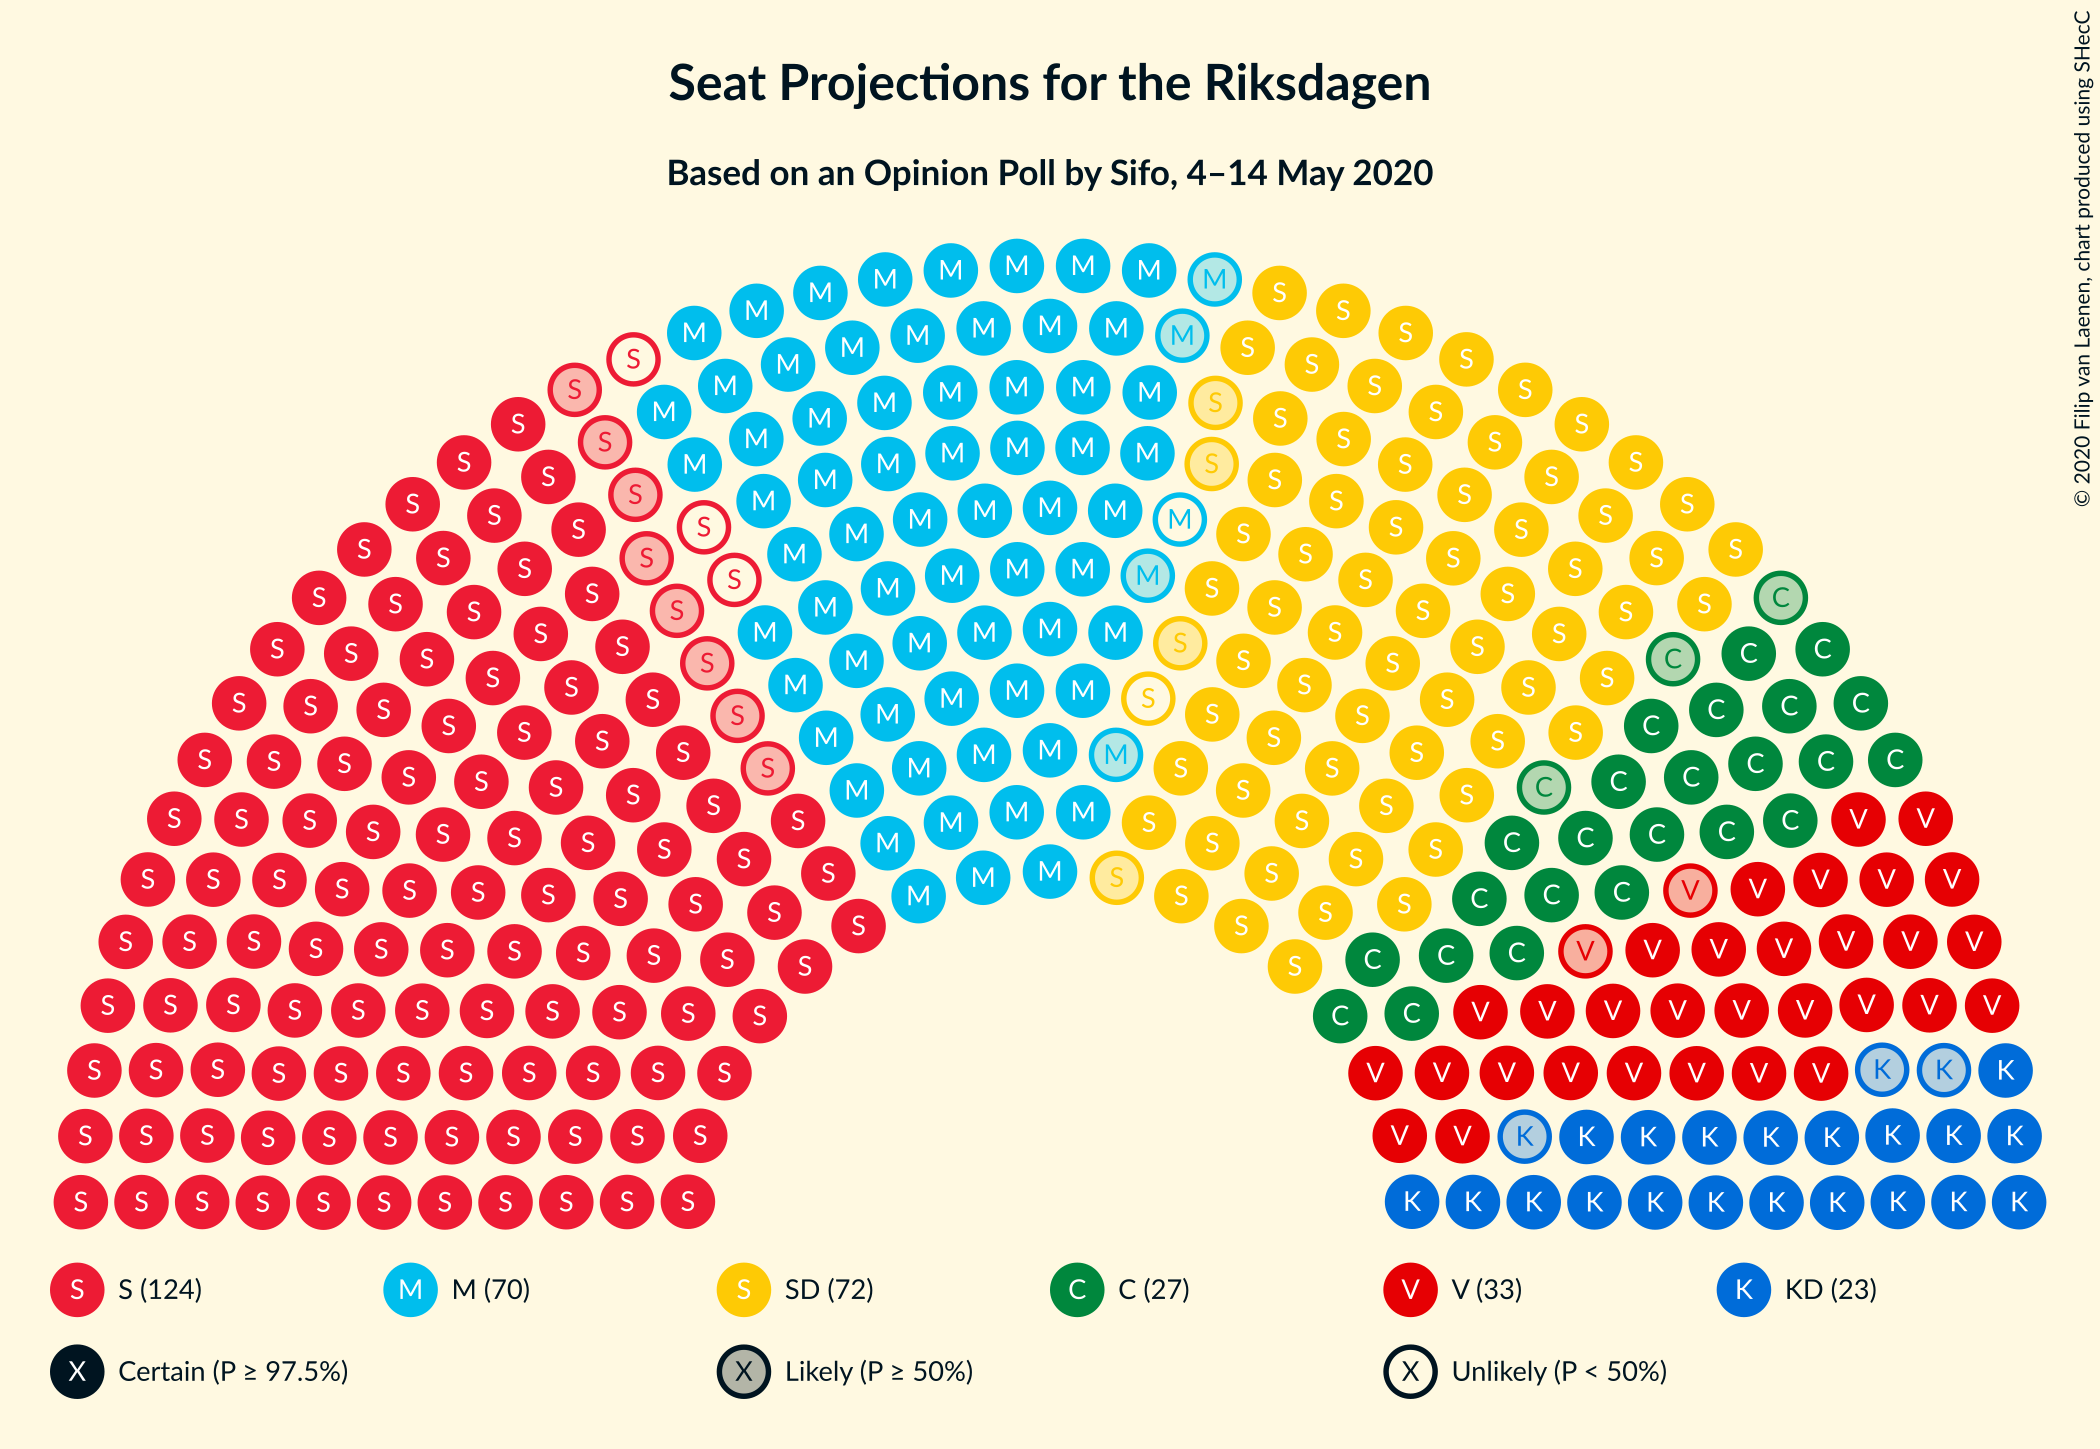 Seat Projections for the Riksdagen
Based on an Opinion Poll by Sifo, 4–14 May 2020
© 2020 Filip van Laenen, chart produced using SHecC
S S (124) M M (70) S SD (72) C C (27) V V (33) K KD (23)
X Certain (P ≥ 97.5%) X Likely (P ≥ 50%) X Unlikely (P < 50%)